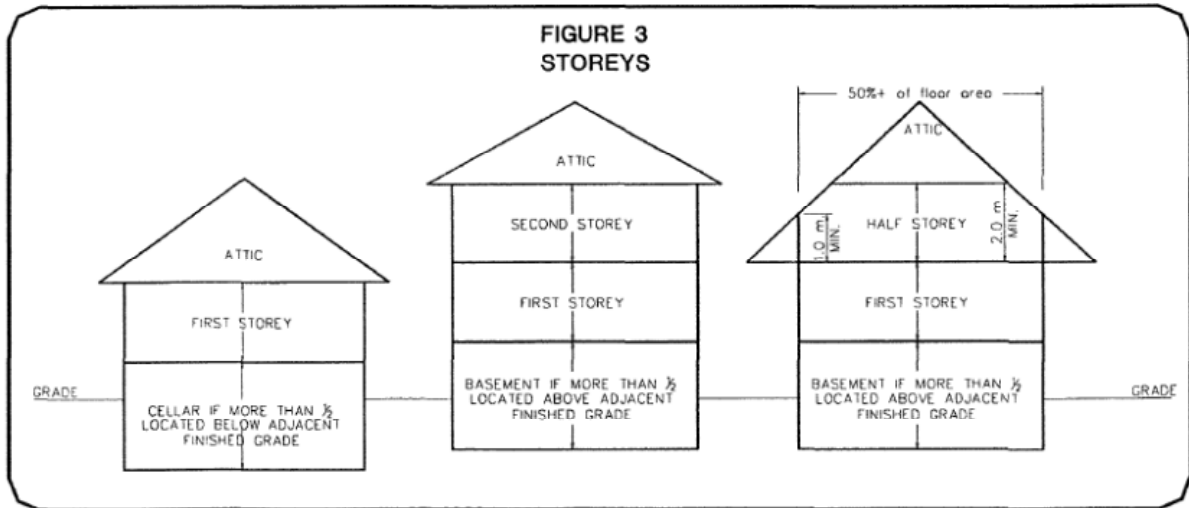 FIGURE 3
STOREYS
ATTIC
FIRST STOREY
GRADE
CELLAR IF MORE THAN ½
LOCATED BELOW ADJACENT
FINISHED GRADE
ATTIC
SECOND STOREY
FIRST STOREY
BASEMENT IF MORE THAN ½
LOCATED ABOVE ADJACENT
FINISHED GRADE
50%+ of floor area
ATTIC
1.0 m.
MIN.
HALF STOREY
2.0 m
MIN.
FIRST STOREY
BASEMENT IF MORE THAN ½
LOCATED ABOVE ADJACENT
FINISHED GRADE
GRADE